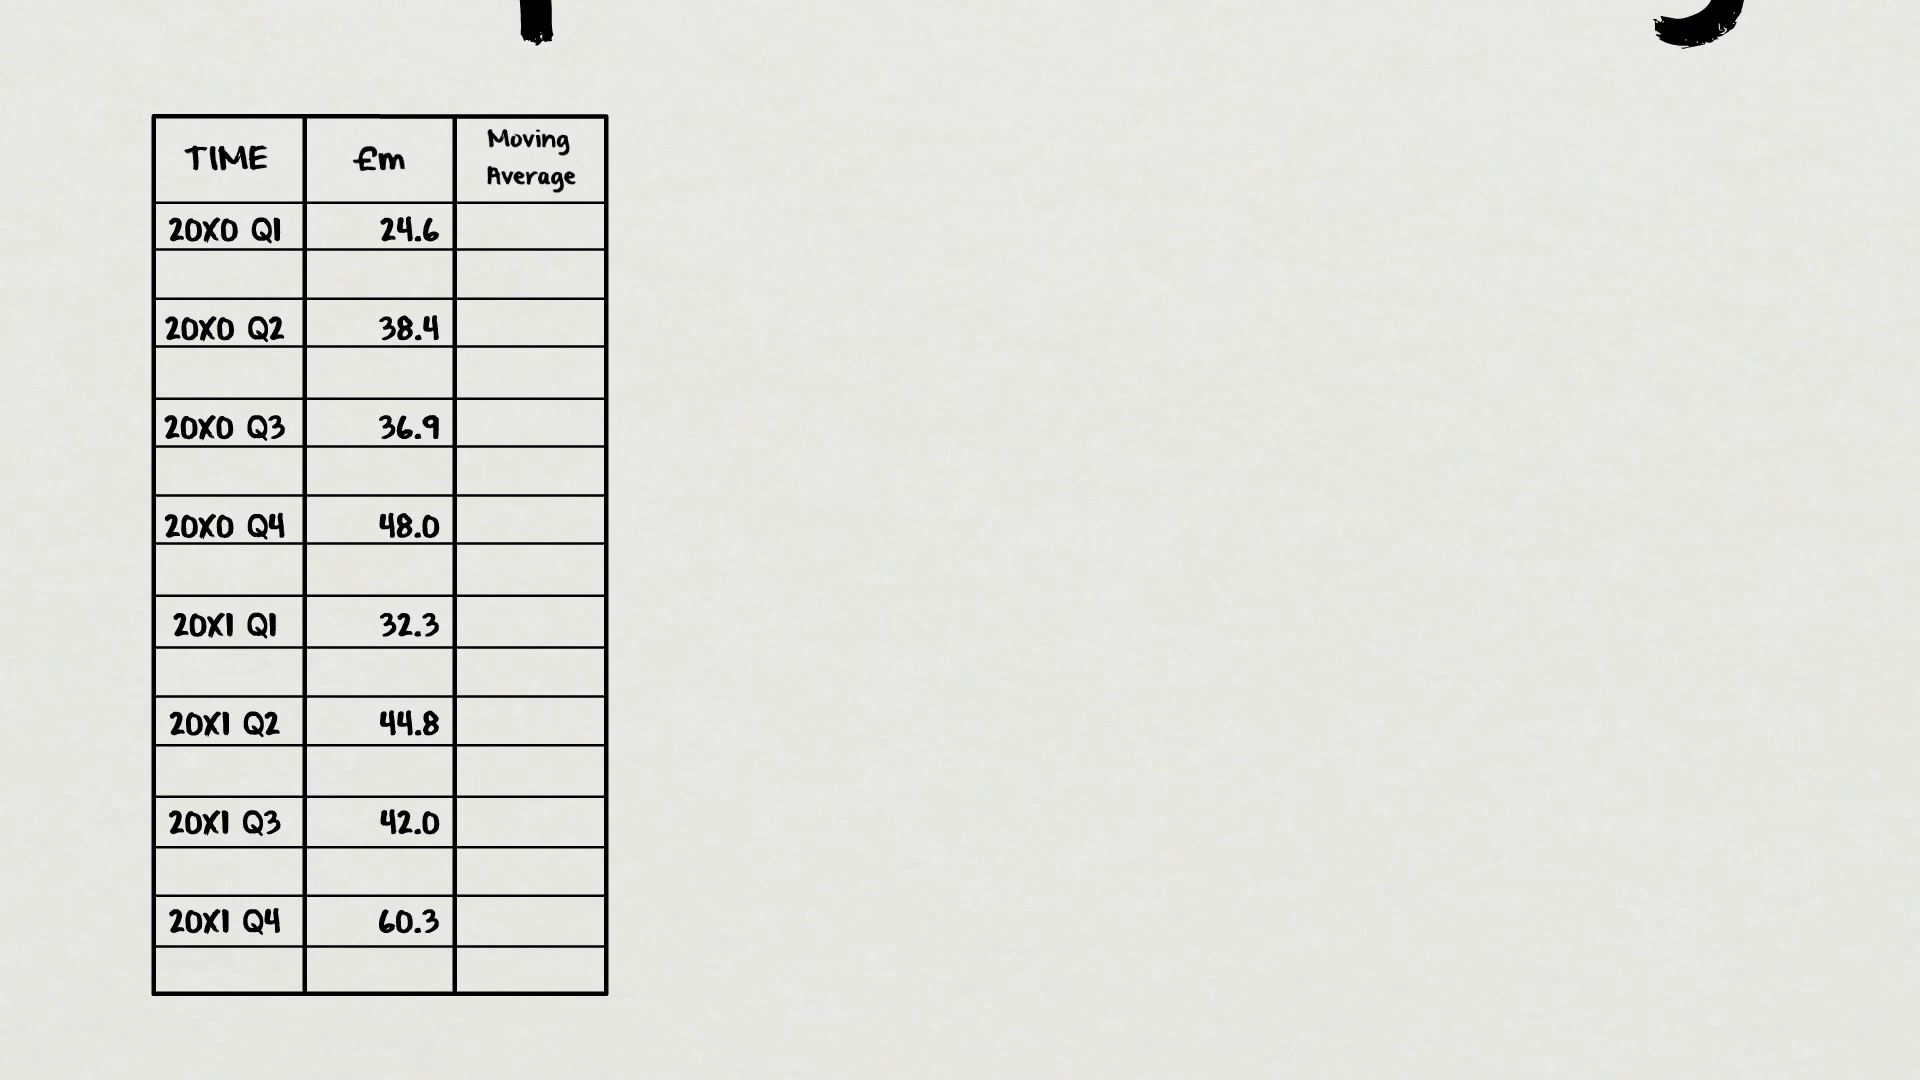 TIME £m Moving Average
20X0 Q1 24.6
20X0 Q2 38.4
20X0 Q3 36.9
20X0 Q4 48.0
20X1 Q1 32.3
20X1 Q2 44.8
20X1 Q3 42.0
20X1 Q4 60.3